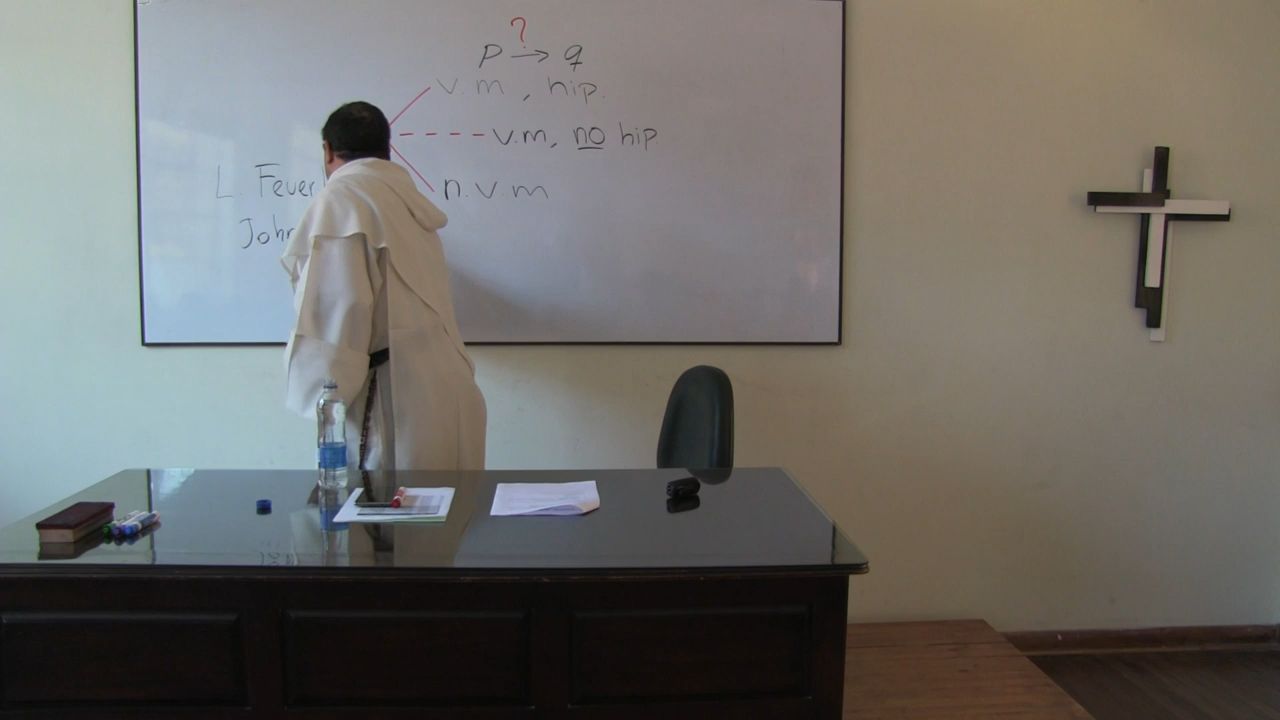 ?
p → q
v.m, hip.
v.m, no hip.
L. Feuer
n.v.m
John